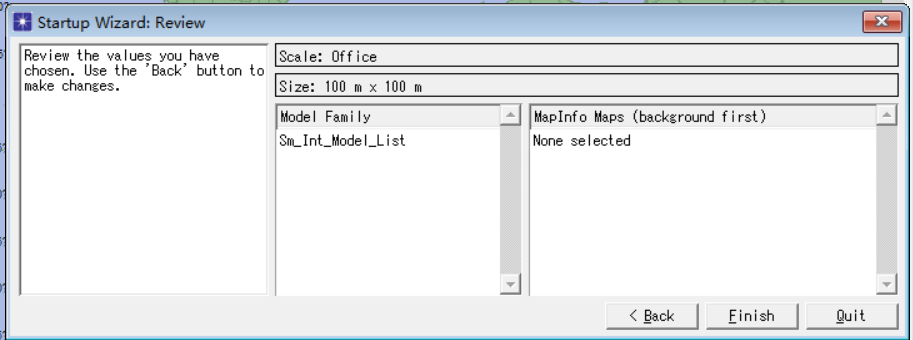 Startup Wizard: Review
Review the values you have
chosen. Use the 'Back' button to
make changes.
Scale: Office
Size: 100 m x 100 m
Model Family
Sm_Int_Model_List
MapInfo Maps (background first)
None selected
< Back
Finish
Quit